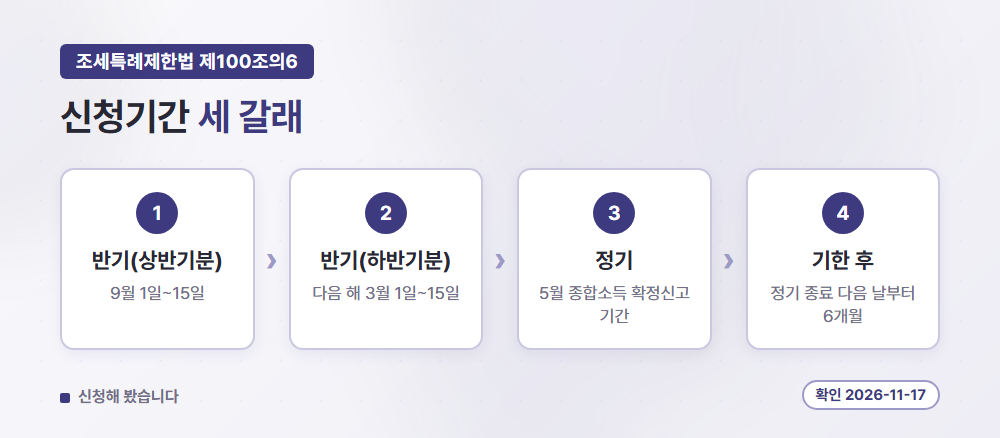 조세특례제한법 제100조의6
신청기간 세 갈래
1
반기(상반기분)
9월 1일~15일
›
2
반기(하반기분)
다음 해 3월 1일~15일
›
3
정기
5월 종합소득 확정신고
기간
›
4
기한 후
정기 종료 다음 날부터
6개월
신청해 봤습니다
확인 2026-11-17